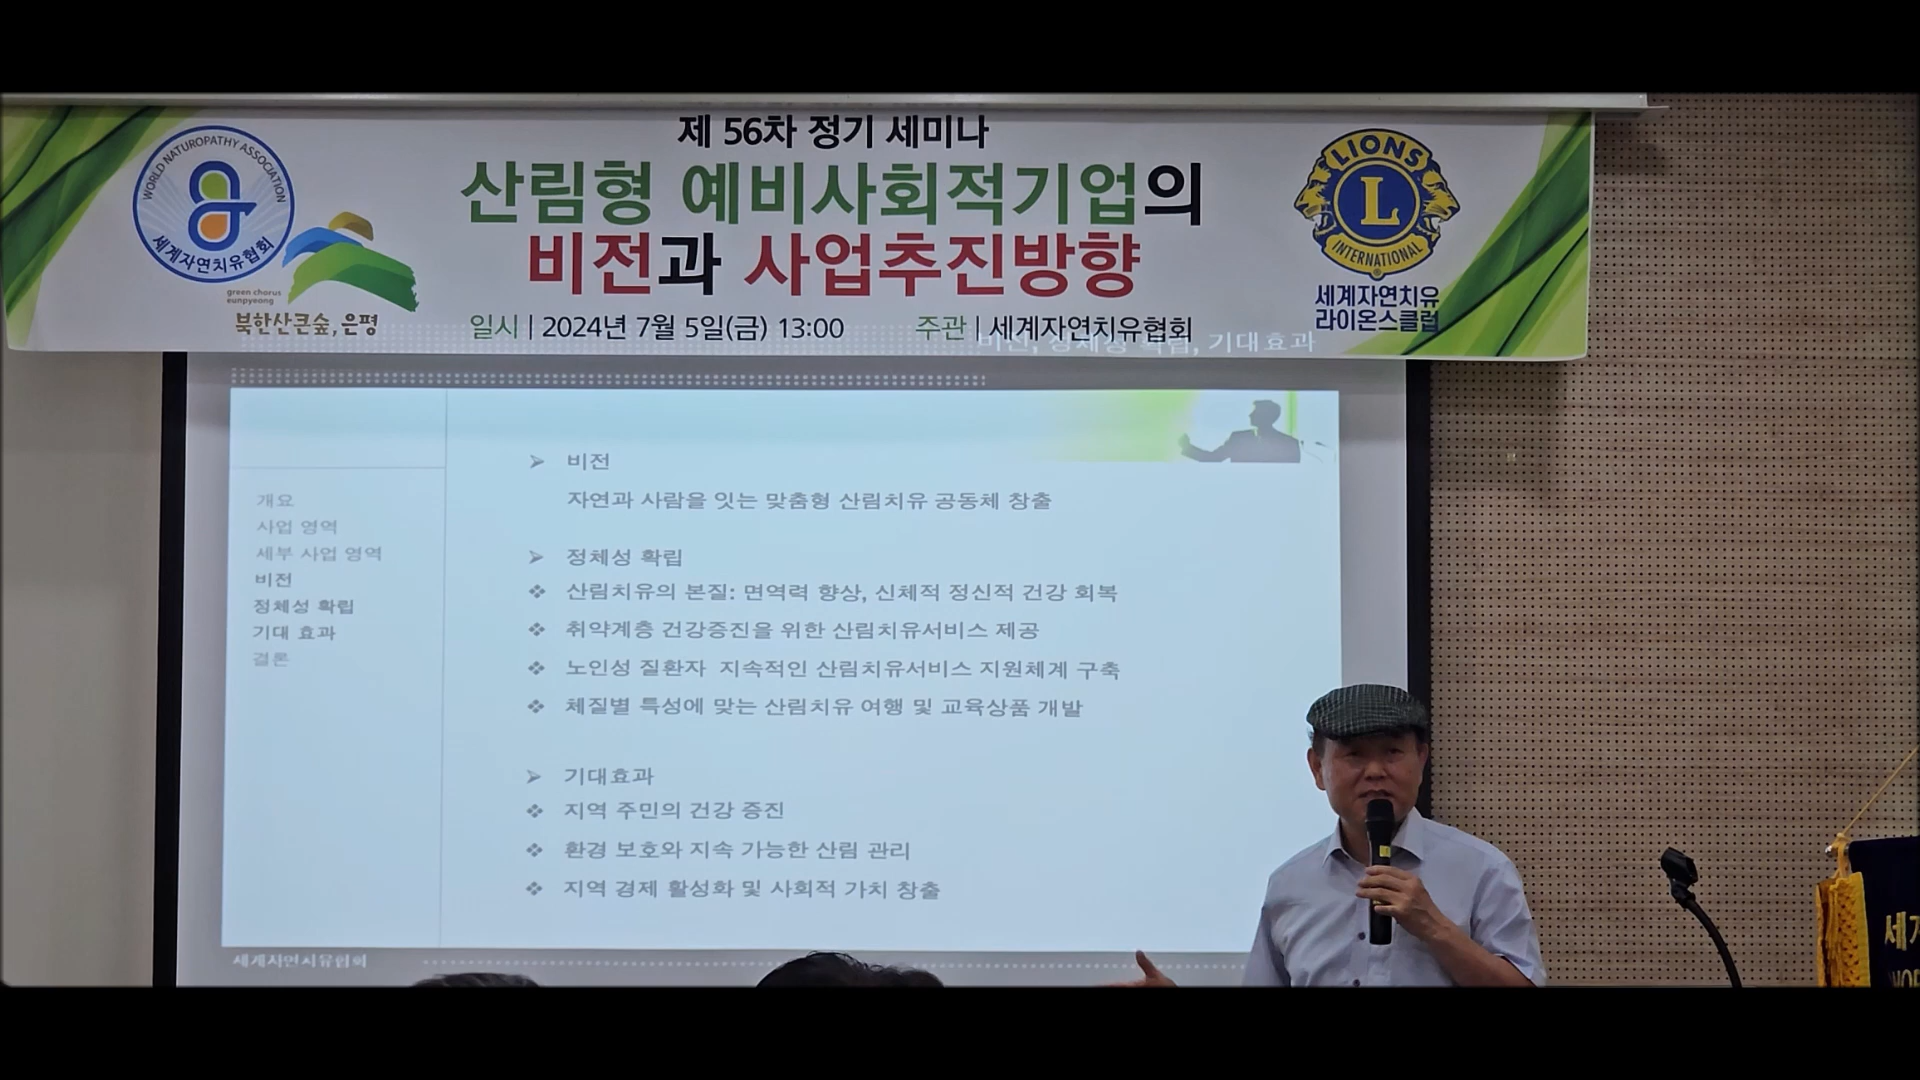 제 56차 정기 세미나
산림형 예비사회적기업의
비전과 사업추진방향
일시 | 2024년 7월 5일(금) 13:00
주관 | 세계자연치유협회
WORLD NATUROPATHY ASSOCIATION
세계자연치유협회
green chorus
eunpyeong
북한산큰숲, 은평
LIONS
L
INTERNATIONAL
®
세계자연치유
라이온스클럽
비전, 정체성 확립, 기대효과
개요
사업 영역
세부 사업 영역
비전
정체성 확립
기대 효과
결론
➢ 비전
자연과 사람을 잇는 맞춤형 산림치유 공동체 창출
➢ 정체성 확립
❖ 산림치유의 본질: 면역력 향상, 신체적 정신적 건강 회복
❖ 취약계층 건강증진을 위한 산림치유서비스 제공
❖ 노인성 질환자 지속적인 산림치유서비스 지원체계 구축
❖ 체질별 특성에 맞는 산림치유 여행 및 교육상품 개발
➢ 기대효과
❖ 지역 주민의 건강 증진
❖ 환경 보호와 지속 가능한 산림 관리
❖ 지역 경제 활성화 및 사회적 가치 창출
세계자연치유협회